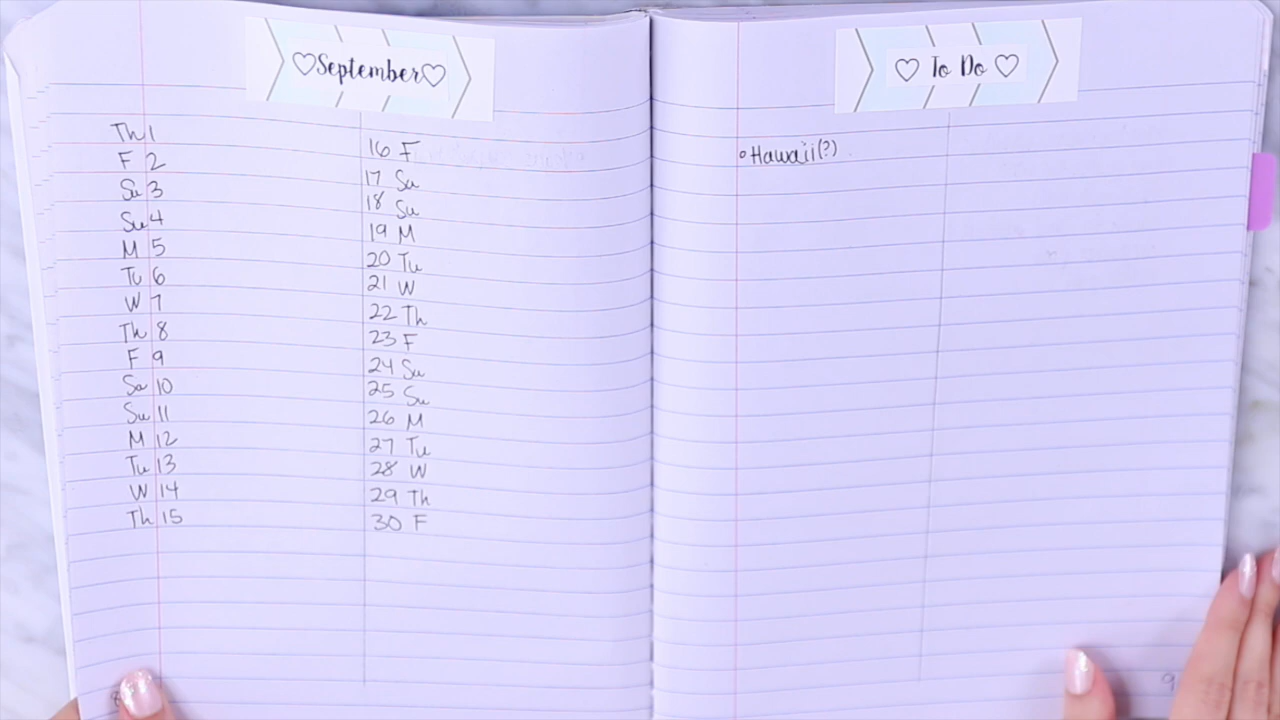 ♡September♡
Th 1
F 2
Sa 3
Su 4
M 5
Tu 6
W 7
Th 8
F 9
Sa 10
Su 11
M 12
Tu 13
W 14
Th 15
16 F
17 Sa
18 Su
19 M
20 Tu
21 W
22 Th
23 F
24 Sa
25 Su
26 M
27 Tu
28 W
29 Th
30 F
♡ To Do ♡
∘Hawaii(?)
9